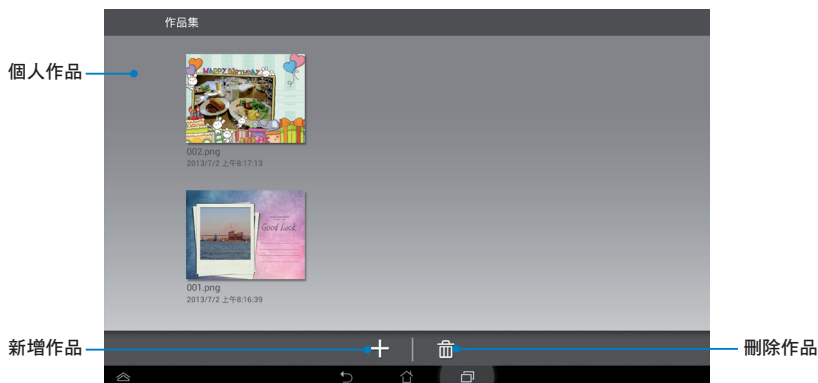 作品集
個人作品
HAPPY BIRTHDAY
002.png
2013/7/2 上午8:17:13
Good Luck
001.png
2013/7/2 上午8:16:39
新增作品
刪除作品